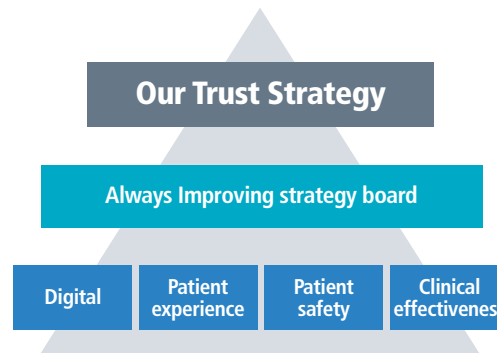 Our Trust Strategy
Always Improving strategy board
Digital
Patient
experience
Patient
safety
Clinical
effectivenes